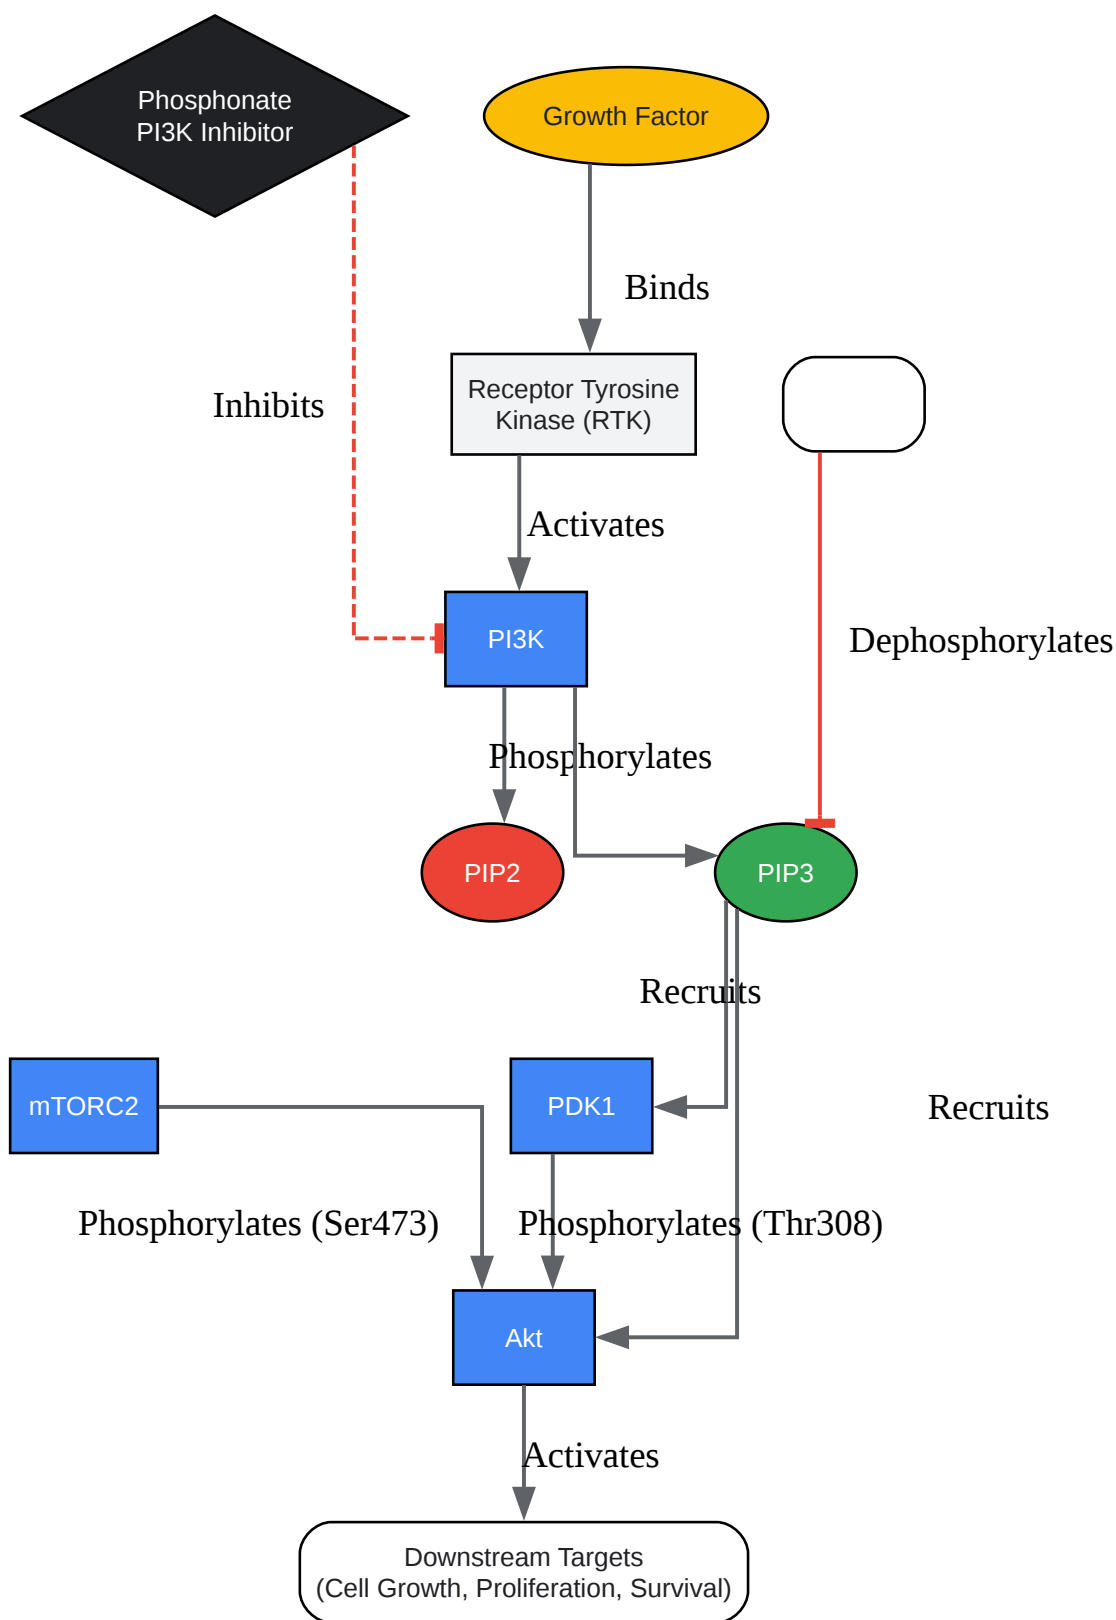 Phosphonate
PI3K Inhibitor
Growth Factor
Binds
Receptor Tyrosine
Kinase (RTK)
Inhibits
Activates
PI3K
Dephosphorylates
Phosphorylates
PIP2
PIP3
Recruits
mTORC2
PDK1
Recruits
Phosphorylates (Ser473)
Phosphorylates (Thr308)
Akt
Activates
Downstream Targets
(Cell Growth, Proliferation, Survival)